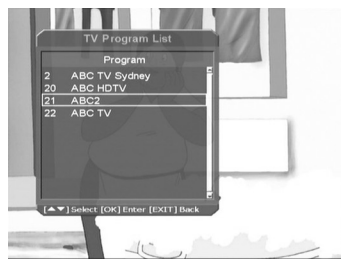 TV Program List
Program
2 ABC TV Sydney
20 ABC HDTV
21 ABC2
22 ABC TV
[▲▼] Select [OK] Enter [EXIT] Back